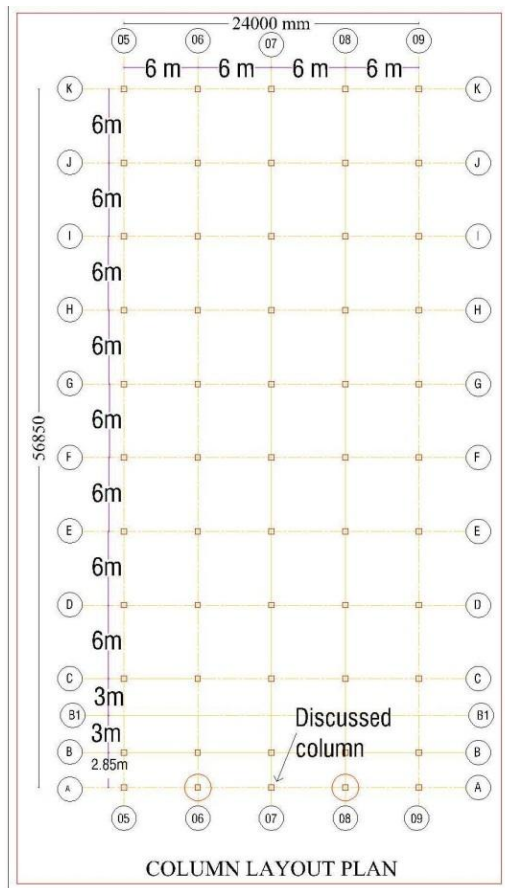 24000 mm
05 06 07 08 09
6 m 6 m 6 m 6 m
K K
6m
J J
6m
I I
6m
H H
6m
G G
6m
56850
F F
6m
E E
6m
D D
6m
C C
3m
B1 B1
3m
Discussed
column
B B
2.85m
A A
05 06 07 08 09
COLUMN LAYOUT PLAN